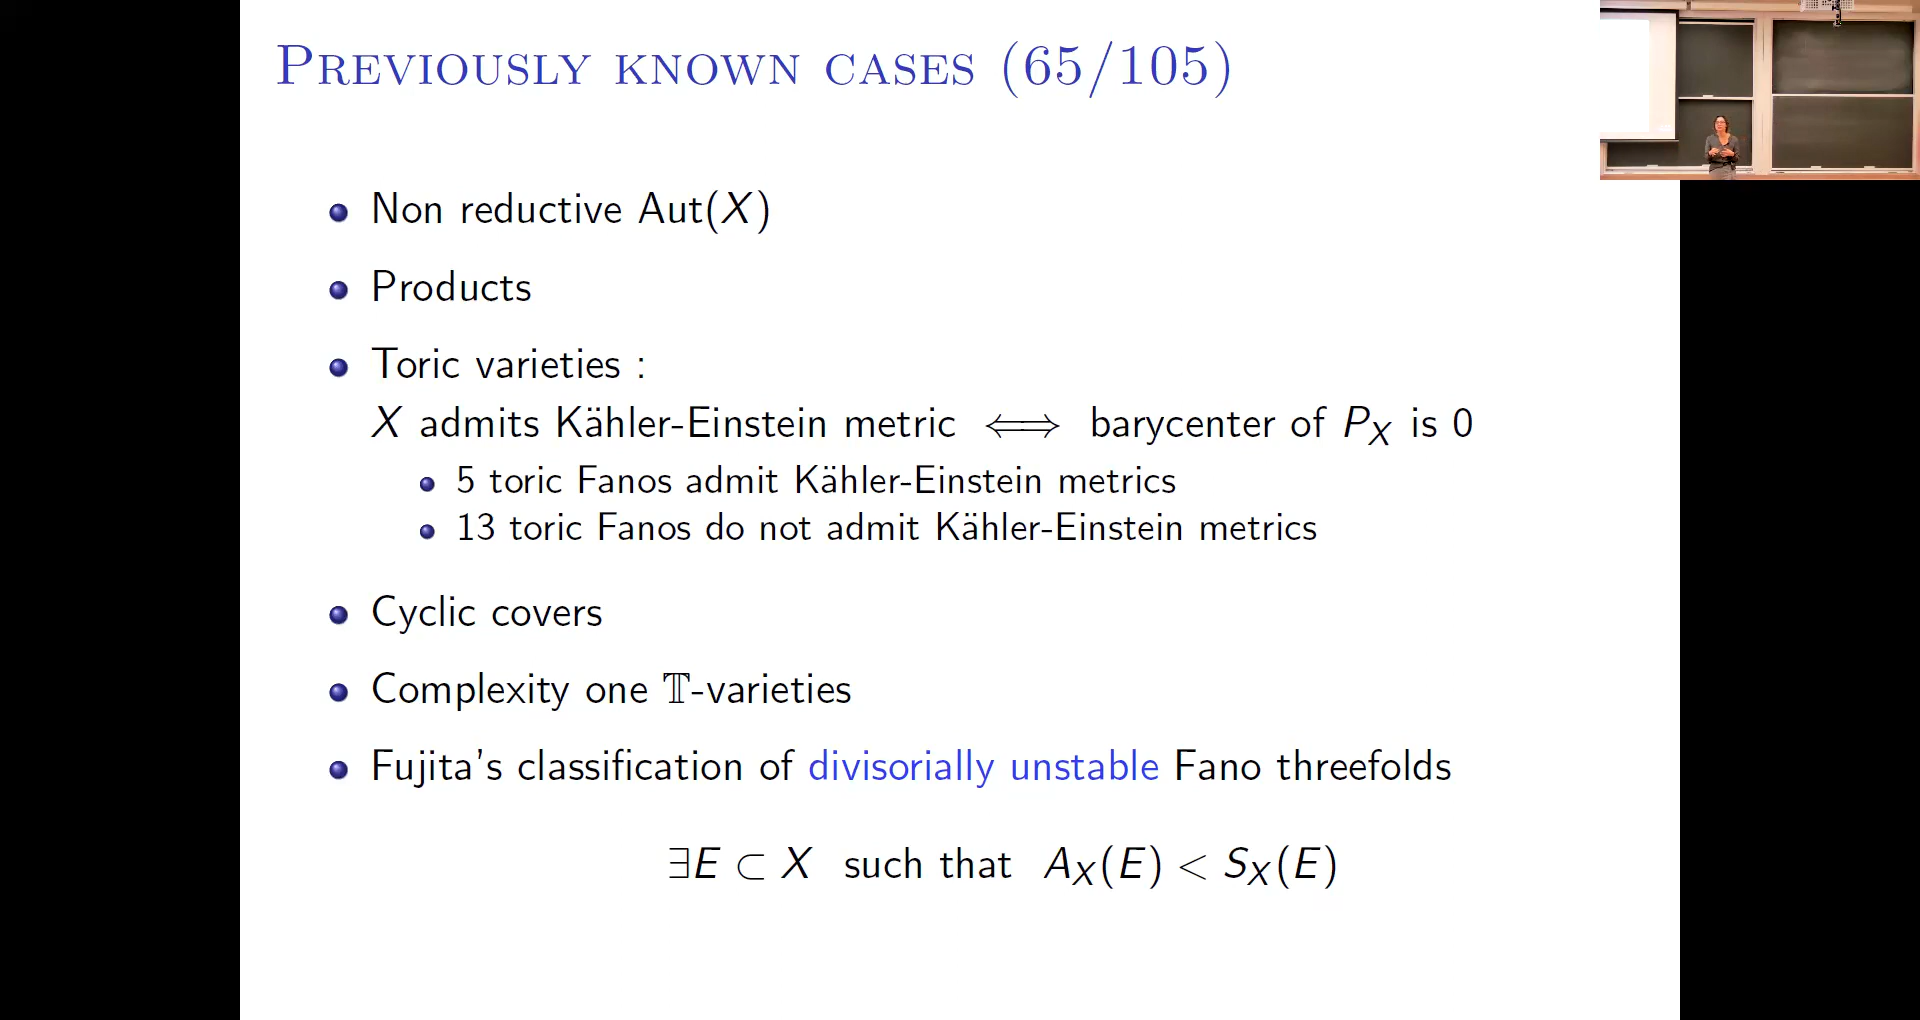 PREVIOUSLY KNOWN CASES (65/105)
Non reductive Aut(X)
Products
Toric varieties :
X admits Kähler-Einstein metric ⟺ barycenter of P_X is 0
5 toric Fanos admit Kähler-Einstein metrics
13 toric Fanos do not admit Kähler-Einstein metrics
Cyclic covers
Complexity one 𝕋-varieties
Fujita's classification of divisorially unstable Fano threefolds
∃E ⊂ X such that A_X(E) < S_X(E)